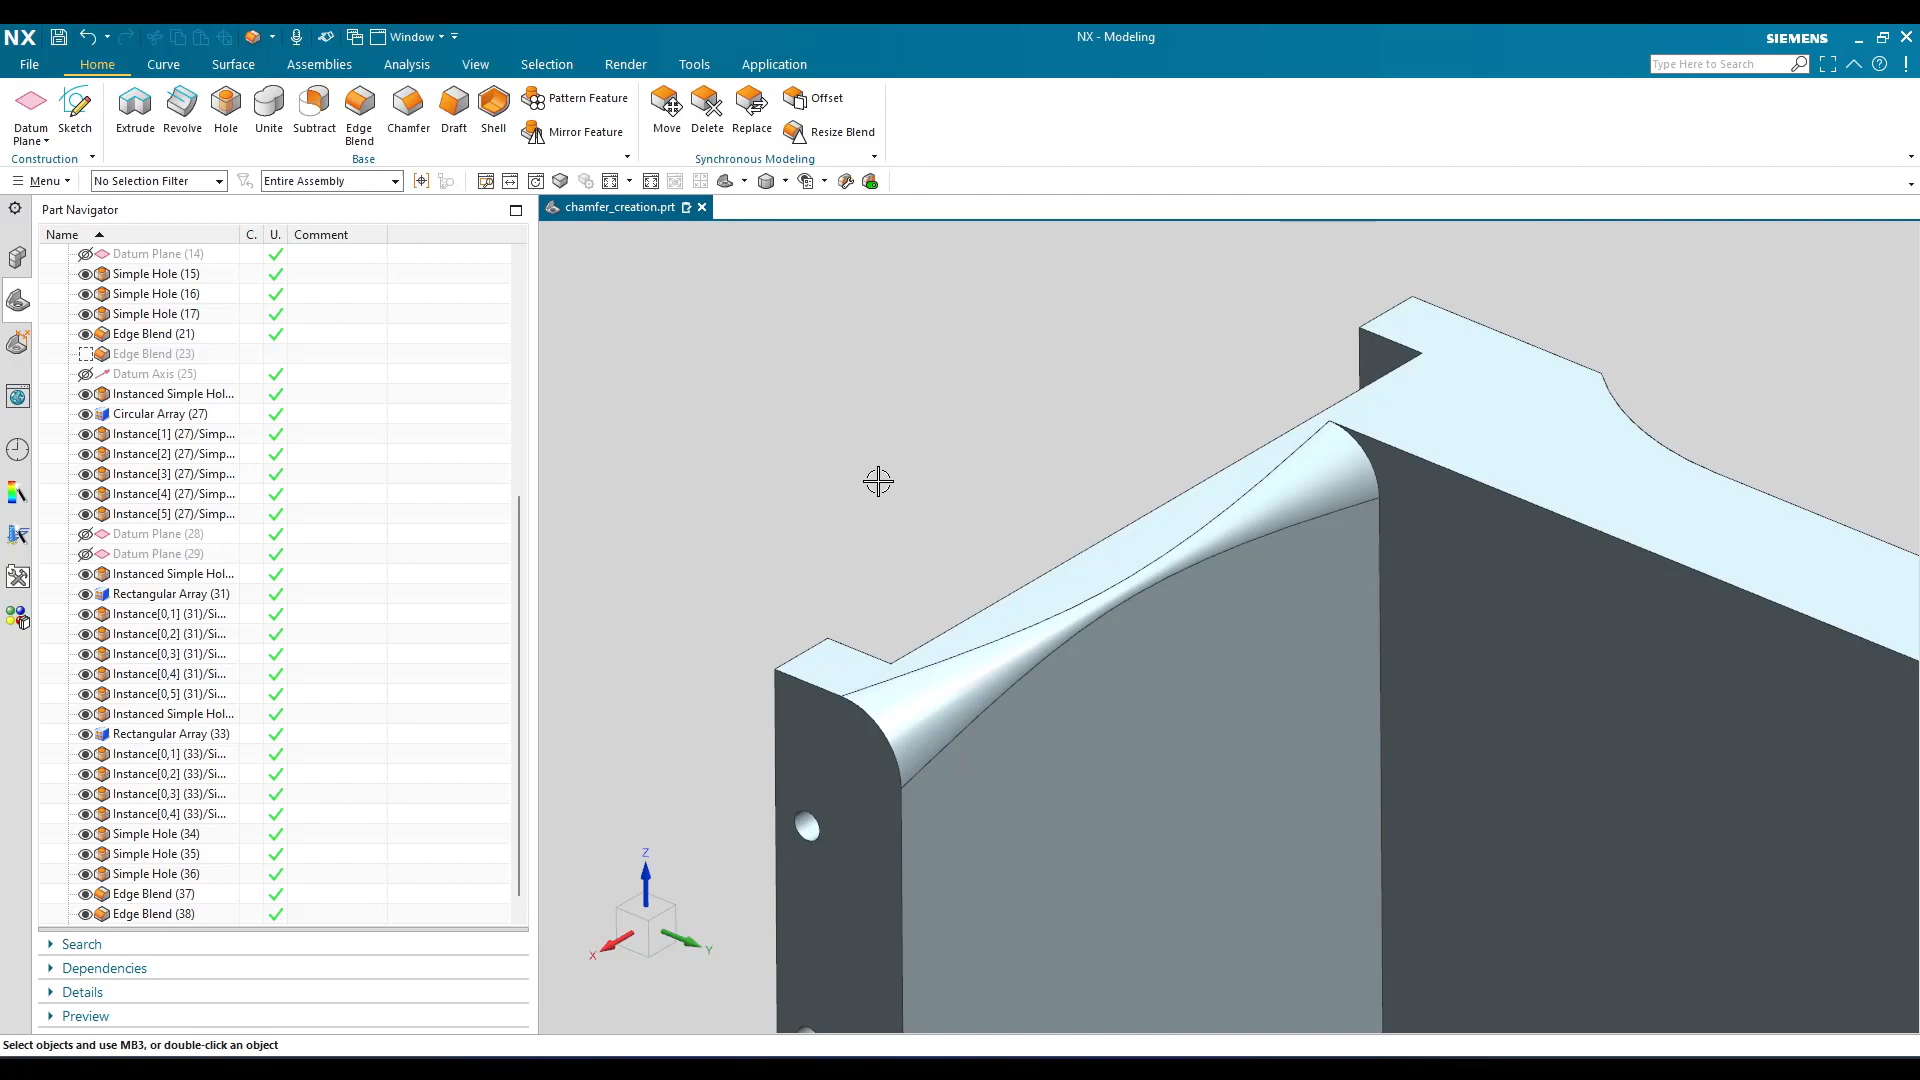 NX
Window
NX - Modeling
SIEMENS
File
Home
Curve
Surface
Assemblies
Analysis
View
Selection
Render
Tools
Application
Type Here to Search
Datum
Plane
Sketch
Extrude
Revolve
Hole
Unite
Subtract
Edge
Blend
Chamfer
Draft
Shell
Pattern Feature
Mirror Feature
Move
Delete
Replace
Offset
Resize Blend
Construction
Base
Synchronous Modeling
Menu
No Selection Filter
Entire Assembly
Part Navigator
chamfer_creation.prt
Name C. U. Comment
Datum Plane (14)
Simple Hole (15)
Simple Hole (16)
Simple Hole (17)
Edge Blend (21)
Edge Blend (23)
Datum Axis (25)
Instanced Simple Hol...
Circular Array (27)
Instance[1] (27)/Simp...
Instance[2] (27)/Simp...
Instance[3] (27)/Simp...
Instance[4] (27)/Simp...
Instance[5] (27)/Simp...
Datum Plane (28)
Datum Plane (29)
Instanced Simple Hol...
Rectangular Array (31)
Instance[0,1] (31)/Si...
Instance[0,2] (31)/Si...
Instance[0,3] (31)/Si...
Instance[0,4] (31)/Si...
Instance[0,5] (31)/Si...
Instanced Simple Hol...
Rectangular Array (33)
Instance[0,1] (33)/Si...
Instance[0,2] (33)/Si...
Instance[0,3] (33)/Si...
Instance[0,4] (33)/Si...
Simple Hole (34)
Simple Hole (35)
Simple Hole (36)
Edge Blend (37)
Edge Blend (38)
Z
X
Y
Search
Dependencies
Details
Preview
Select objects and use MB3, or double-click an object